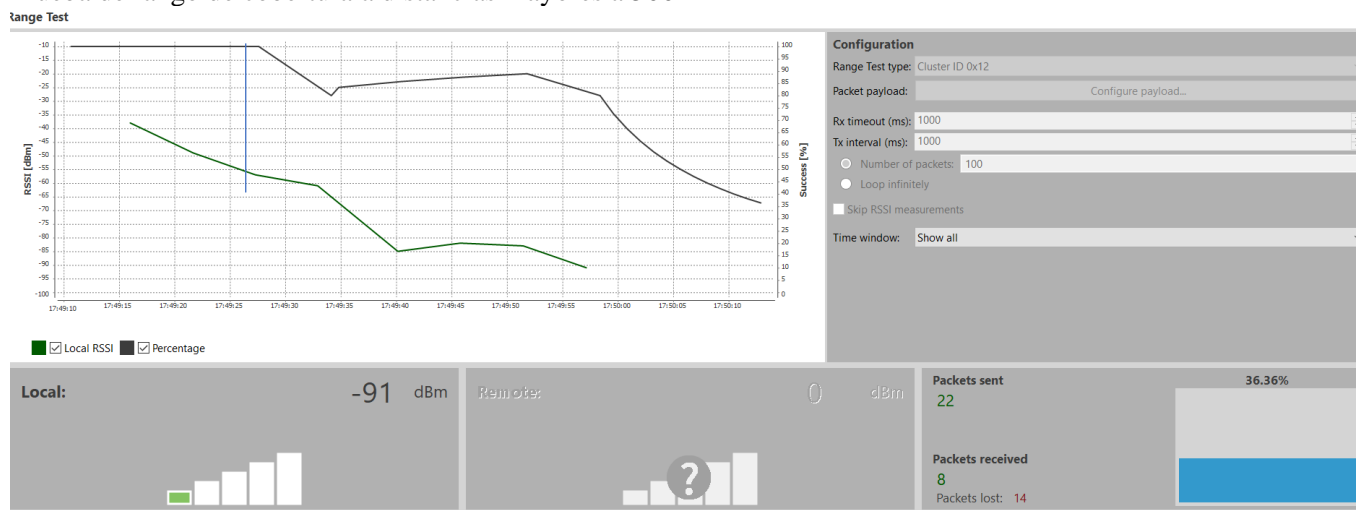 Range Test
-10
-15
-20
-25
-30
-35
-40
-45
-50
-55
-60
-65
-70
-75
-80
-85
-90
-95
-100
RSSI [dBm]
100
95
90
85
80
75
70
65
60
55
50
45
40
35
30
25
20
15
10
5
0
Success [%]
17:49:10 17:49:15 17:49:20 17:49:25 17:49:30 17:49:35 17:49:40 17:49:45 17:49:50 17:49:55 17:50:00 17:50:05 17:50:10
Local RSSI Percentage
Configuration
Range Test type: Cluster ID 0x12
Packet payload: Configure payload...
Rx timeout (ms): 1000
Tx interval (ms): 1000
Number of packets: 100
Loop infinitely
Skip RSSI measurements
Time window: Show all
Local: -91 dBm
Remote: 0 dBm
Packets sent
22
36.36%
Packets received
8
Packets lost: 14